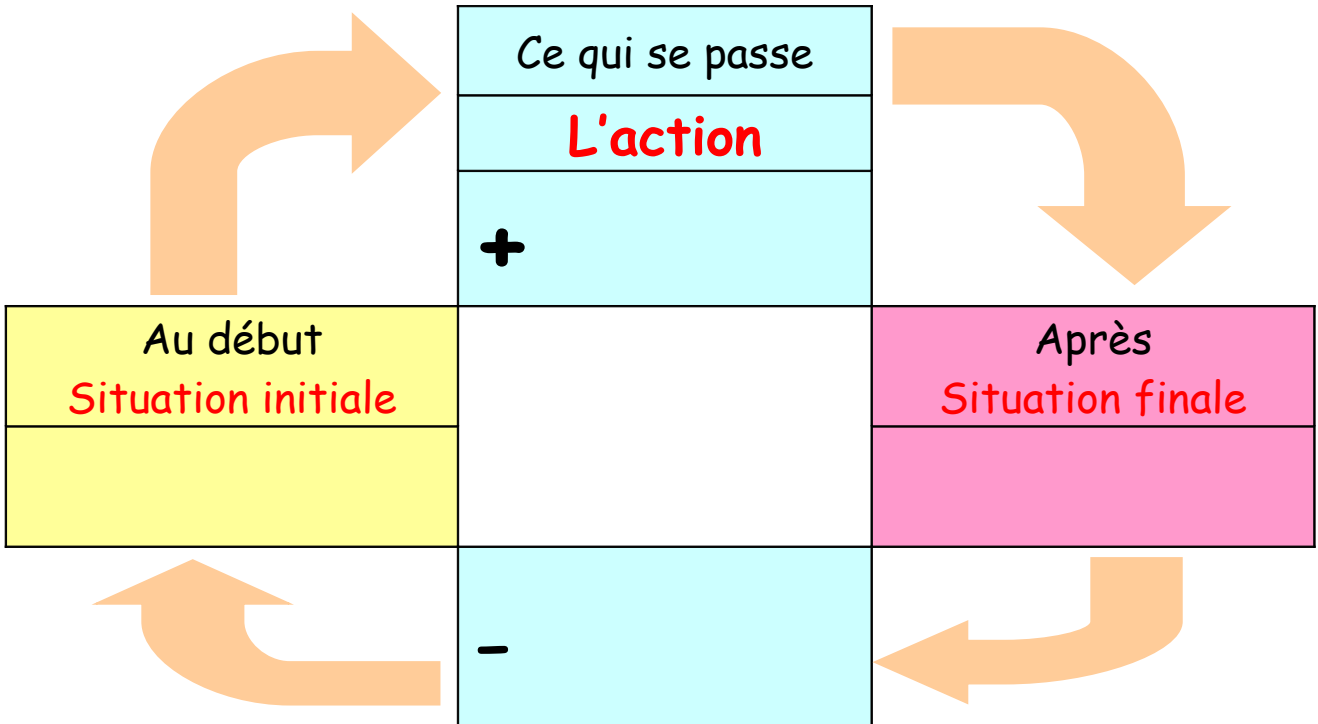 Ce qui se passe
L'action
+
Au début
Situation initiale
Après
Situation finale
-